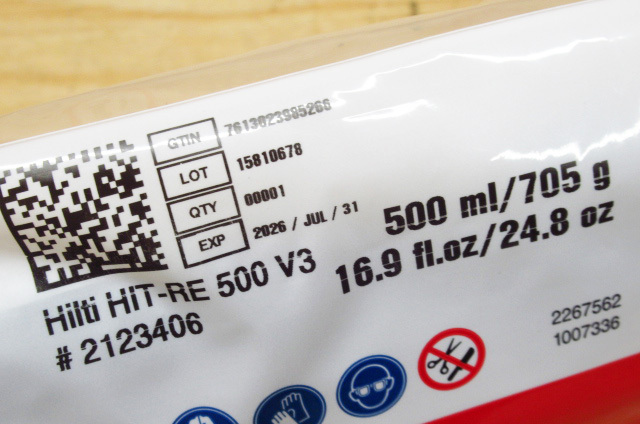 GTIN 7613023985268
LOT 15810678
QTY 00001
EXP 2026 / JUL / 31
Hilti HIT-RE 500 V3
# 2123406
500 ml/705 g
16.9 fl.oz/24.8 oz
2267562
1007336